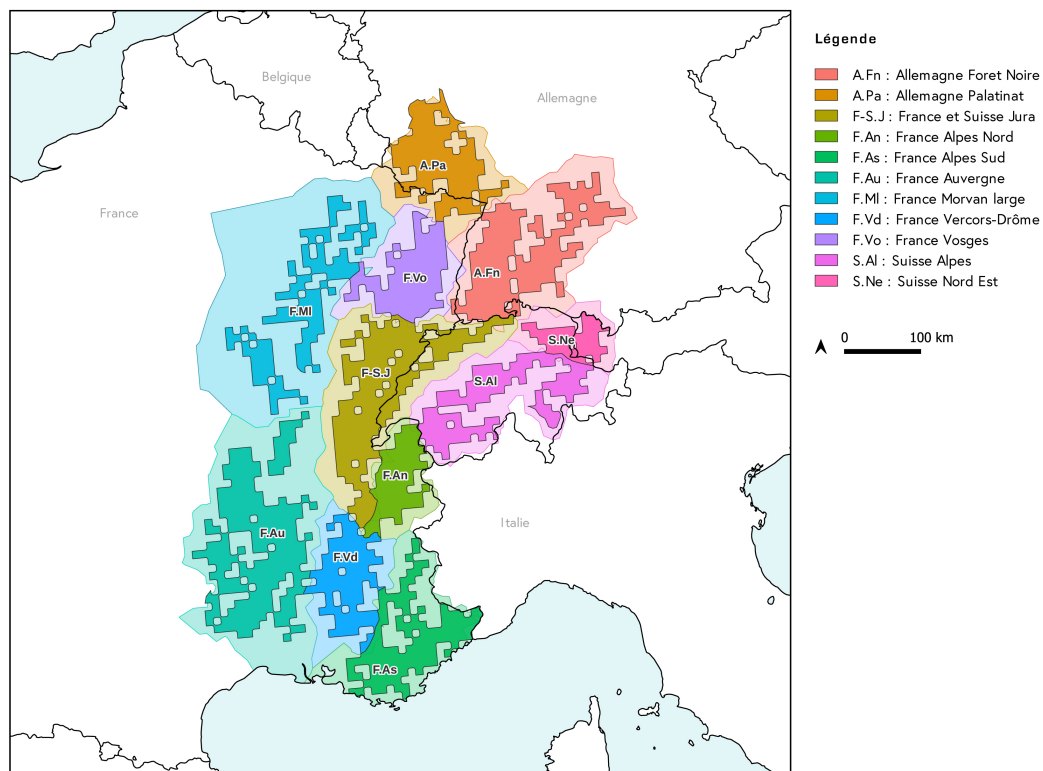 Légende
A.Fn : Allemagne Foret Noire
A.Pa : Allemagne Palatinat
F-S.J : France et Suisse Jura
F.An : France Alpes Nord
F.As : France Alpes Sud
F.Au : France Auvergne
F.Ml : France Morvan large
F.Vd : France Vercors-Drôme
F.Vo : France Vosges
S.Al : Suisse Alpes
S.Ne : Suisse Nord Est
0 100 km
Belgique
Allemagne
A.Pa
France
A.Fn
F.Vo
F.Ml
S.Ne
F-S.J
S.Al
F.An
Italie
F.Au
F.Vd
F.As